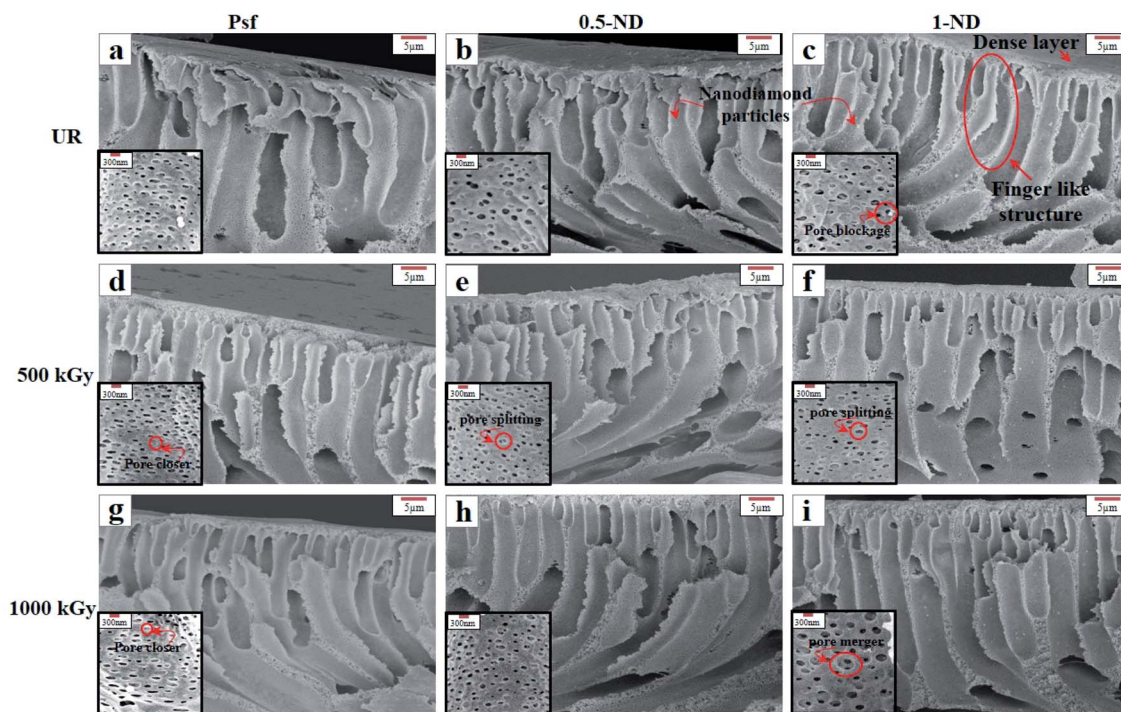 Psf
0.5-ND
1-ND
UR
a
5µm
300nm
b
5µm
Nanodiamond
particles
300nm
c
5µm
Dense layer
Finger like
structure
300nm
Pore blockage
500 kGy
d
5µm
300nm
Pore closer
e
5µm
300nm
pore splitting
f
5µm
300nm
pore splitting
1000 kGy
g
5µm
300nm
Pore closer
h
5µm
300nm
i
5µm
300nm
pore merger